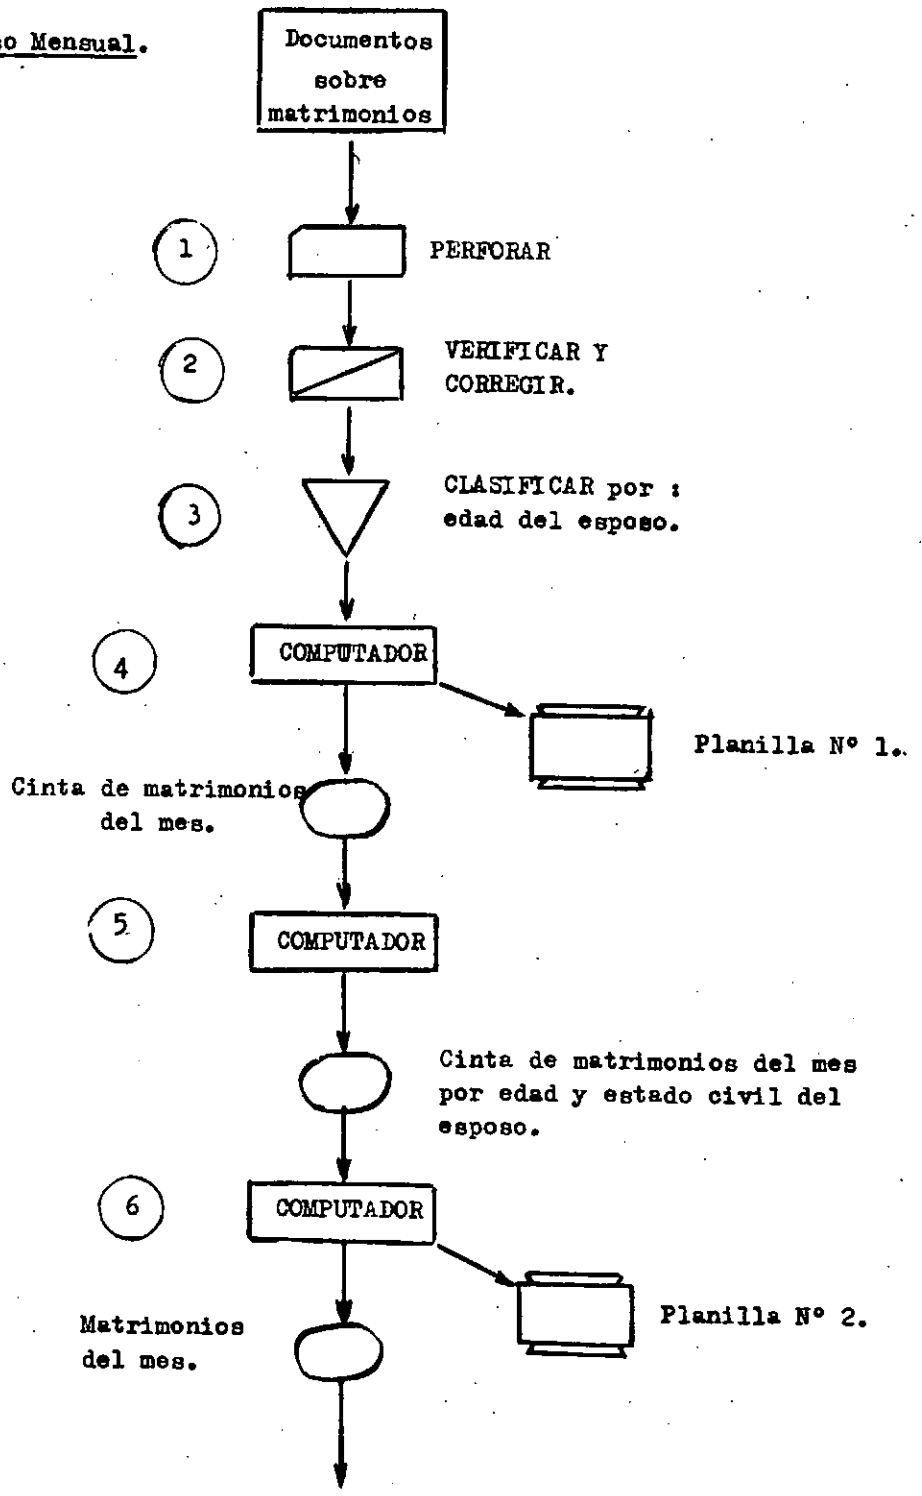 o Mensual.
Documentos
sobre
matrimonios
1
PERFORAR
2
VERIFICAR Y
CORREGIR.
3
CLASIFICAR por :
edad del esposo.
4
COMPUTADOR
Planilla Nº 1.
Cinta de matrimonios
del mes.
5
COMPUTADOR
Cinta de matrimonios del mes
por edad y estado civil del
esposo.
6
COMPUTADOR
Planilla Nº 2.
Matrimonios
del mes.